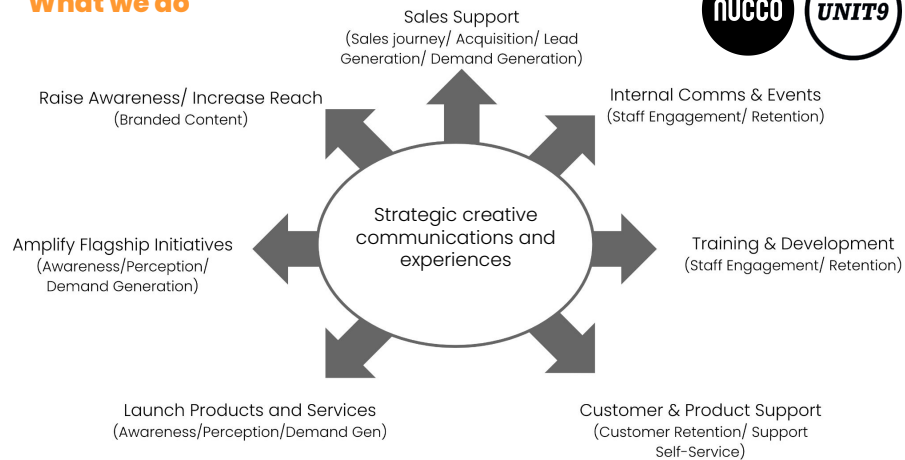 What we do
nucco
UNIT9
Sales Support
(Sales journey/ Acquisition/ Lead
Generation/ Demand Generation)
Raise Awareness/ Increase Reach
(Branded Content)
Internal Comms & Events
(Staff Engagement/ Retention)
Strategic creative
communications and
experiences
Amplify Flagship Initiatives
(Awareness/Perception/
Demand Generation)
Training & Development
(Staff Engagement/ Retention)
Launch Products and Services
(Awareness/Perception/Demand Gen)
Customer & Product Support
(Customer Retention/ Support
Self-Service)